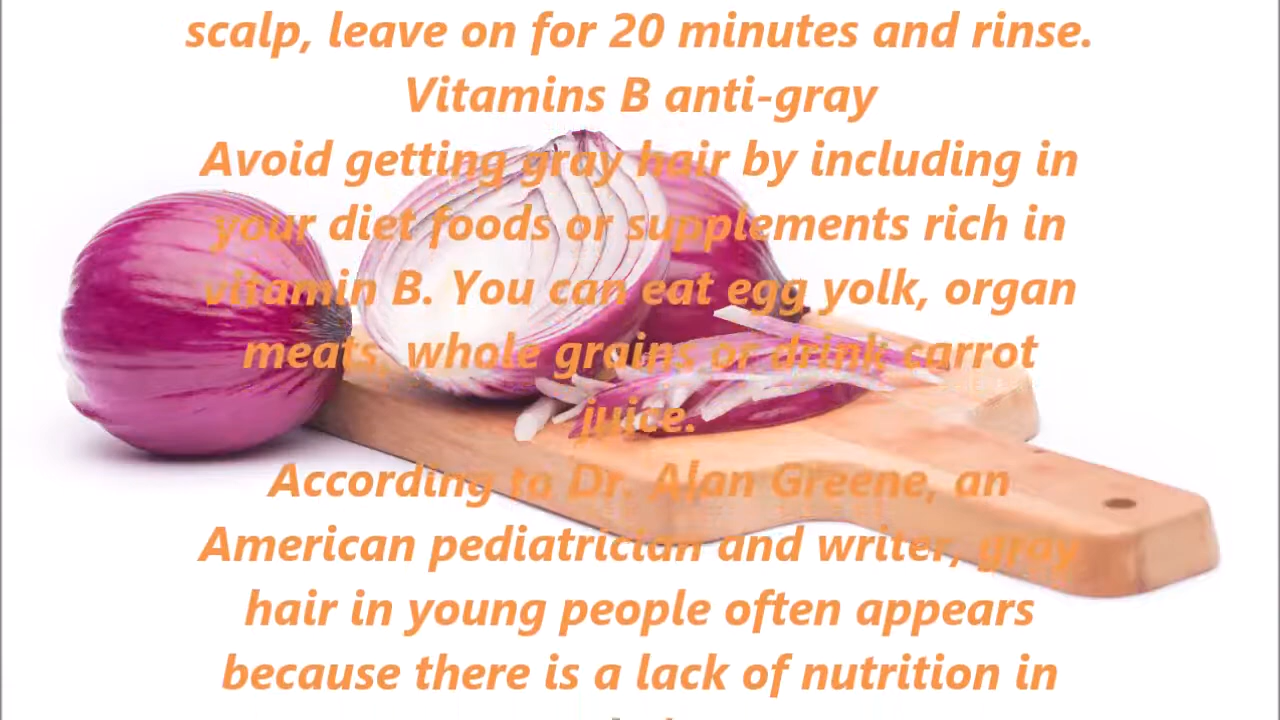 scalp, leave on for 20 minutes and rinse.
Vitamins B anti-gray
Avoid getting gray hair by including in
your diet foods or supplements rich in
vitamin B. You can eat egg yolk, organ
meats, whole grains or drink carrot
juice.
According to Dr. Alan Greene, an
American pediatrician and writer, gray
hair in young people often appears
because there is a lack of nutrition in